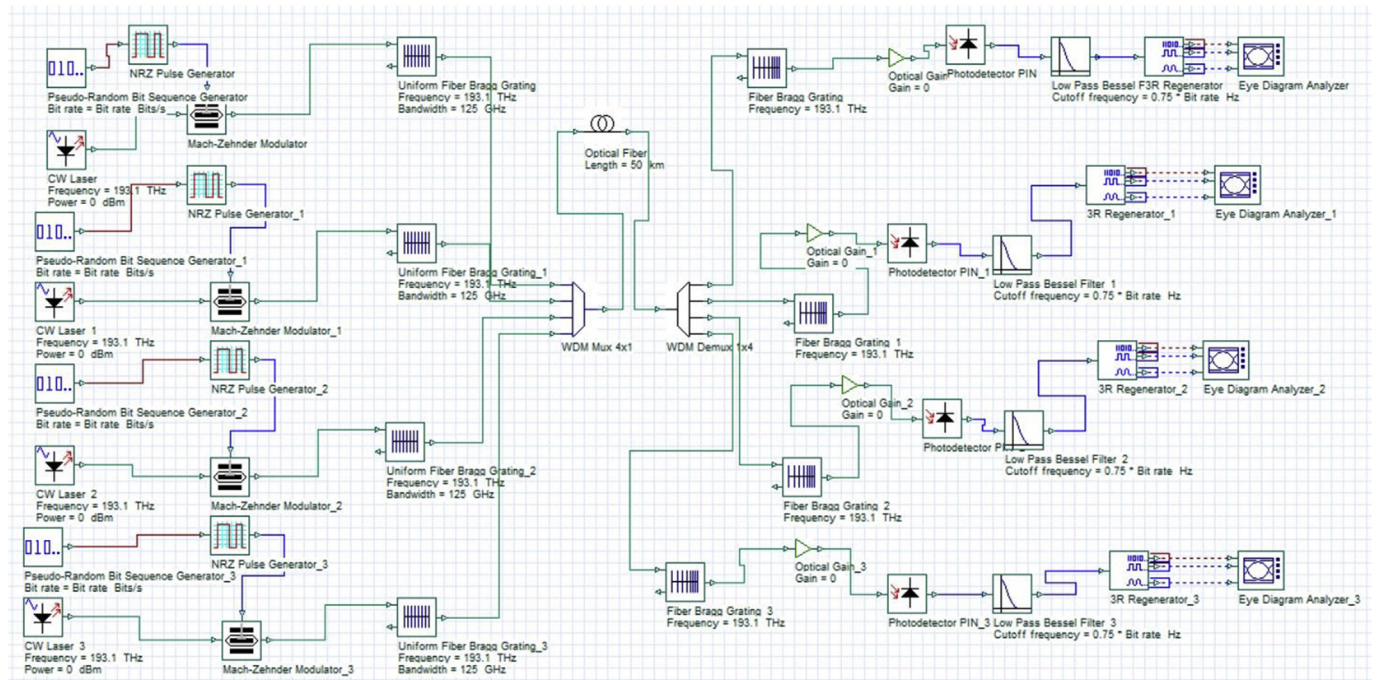 NRZ Pulse Generator
Pseudo-Random Bit Sequence Generator
Bit rate = Bit rate Bits/s
Mach-Zehnder Modulator
CW Laser
Frequency = 193.1 THz
Power = 0 dBm
Uniform Fiber Bragg Grating
Frequency = 193.1 THz
Bandwidth = 125 GHz
NRZ Pulse Generator_1
Pseudo-Random Bit Sequence Generator_1
Bit rate = Bit rate Bits/s
CW Laser 1
Frequency = 193.1 THz
Power = 0 dBm
Mach-Zehnder Modulator_1
Uniform Fiber Bragg Grating_1
Frequency = 193.1 THz
Bandwidth = 125 GHz
NRZ Pulse Generator_2
Pseudo-Random Bit Sequence Generator_2
Bit rate = Bit rate Bits/s
CW Laser 2
Frequency = 193.1 THz
Power = 0 dBm
Mach-Zehnder Modulator_2
Uniform Fiber Bragg Grating_2
Frequency = 193.1 THz
Bandwidth = 125 GHz
NRZ Pulse Generator_3
Pseudo-Random Bit Sequence Generator_3
Bit rate = Bit rate Bits/s
CW Laser 3
Frequency = 193.1 THz
Power = 0 dBm
Mach-Zehnder Modulator_3
Uniform Fiber Bragg Grating_3
Frequency = 193.1 THz
Bandwidth = 125 GHz
Optical Fiber
Length = 50 km
WDM Mux 4x1
WDM Demux 1x4
Fiber Bragg Grating
Frequency = 193.1 THz
Optical Gain
Gain = 0
Photodetector PIN
Low Pass Bessel F
Cutoff frequency = 0.75 * Bit rate Hz
3R Regenerator
Eye Diagram Analyzer
Optical Gain_1
Gain = 0
Fiber Bragg Grating 1
Frequency = 193.1 THz
Photodetector PIN_1
Low Pass Bessel Filter 1
Cutoff frequency = 0.75 * Bit rate Hz
3R Regenerator_1
Eye Diagram Analyzer_1
Optical Gain_2
Gain = 0
Fiber Bragg Grating 2
Frequency = 193.1 THz
Photodetector
Low Pass Bessel Filter 2
Cutoff frequency = 0.75 * Bit rate Hz
3R Regenerator_2
Eye Diagram Analyzer_2
Optical Gain_3
Gain = 0
Fiber Bragg Grating 3
Frequency = 193.1 THz
Photodetector PIN_3
Low Pass Bessel Filter 3
Cutoff frequency = 0.75 * Bit rate Hz
3R Regenerator_3
Eye Diagram Analyzer_3